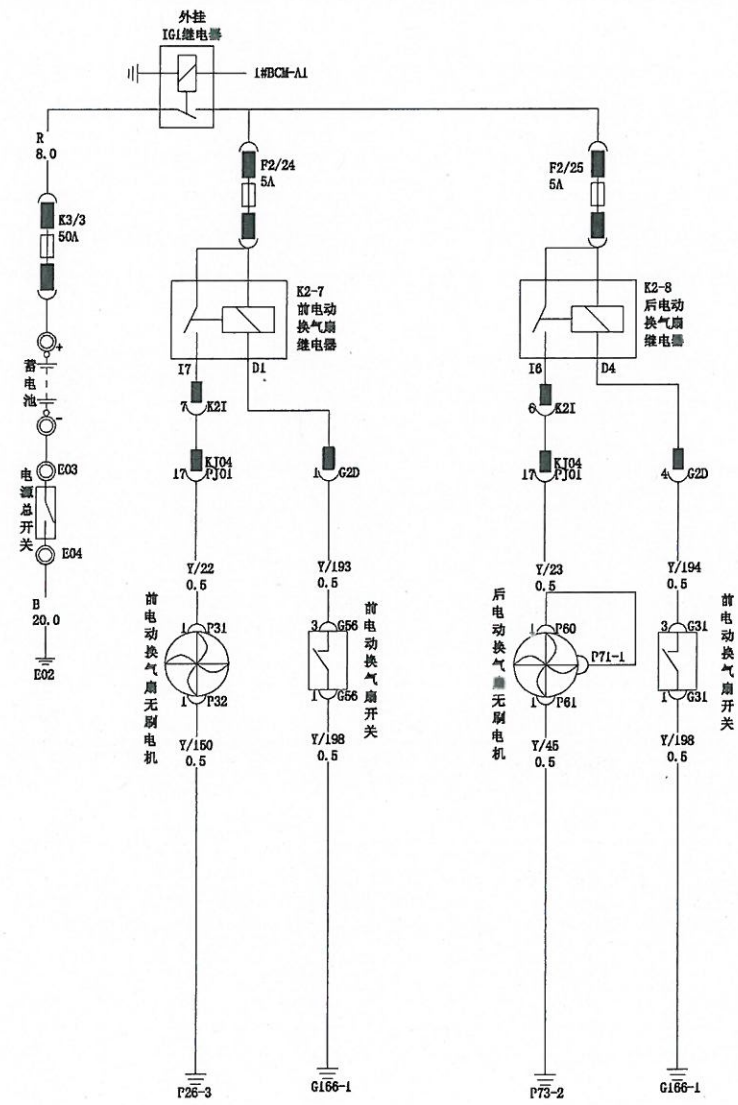 外挂
IG1继电器
1#BCM-A1
R
8.0
K3/3
50A
+
蓄电池
-
E03
电源总开关
E04
B
20.0
E02
F2/24
5A
K2-7
前电动
换气扇
继电器
I7
D1
7
K2I
17
KJ04
PJ01
1
G2D
Y/22
0.5
Y/193
0.5
前电动换气扇无刷电机
1
P31
1
P32
3
G56
1
G56
前电动换气扇开关
Y/150
0.5
Y/198
0.5
P26-3
G166-1
F2/25
5A
K2-8
后电动
换气扇
继电器
I6
D4
6
K2I
17
KJ04
PJ01
4
G2D
Y/23
0.5
Y/194
0.5
后电动换气扇无刷电机
1
P60
P71-1
1
P61
3
G31
1
G31
前电动换气扇开关
Y/45
0.5
Y/198
0.5
P73-2
G166-1